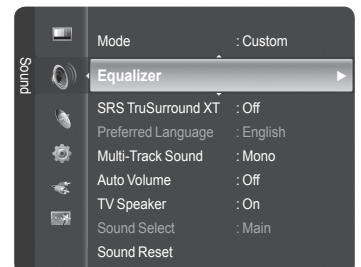 Sound
Mode : Custom
Equalizer
SRS TruSurround XT : Off
Preferred Language : English
Multi-Track Sound : Mono
Auto Volume : Off
TV Speaker : On
Sound Select : Main
Sound Reset